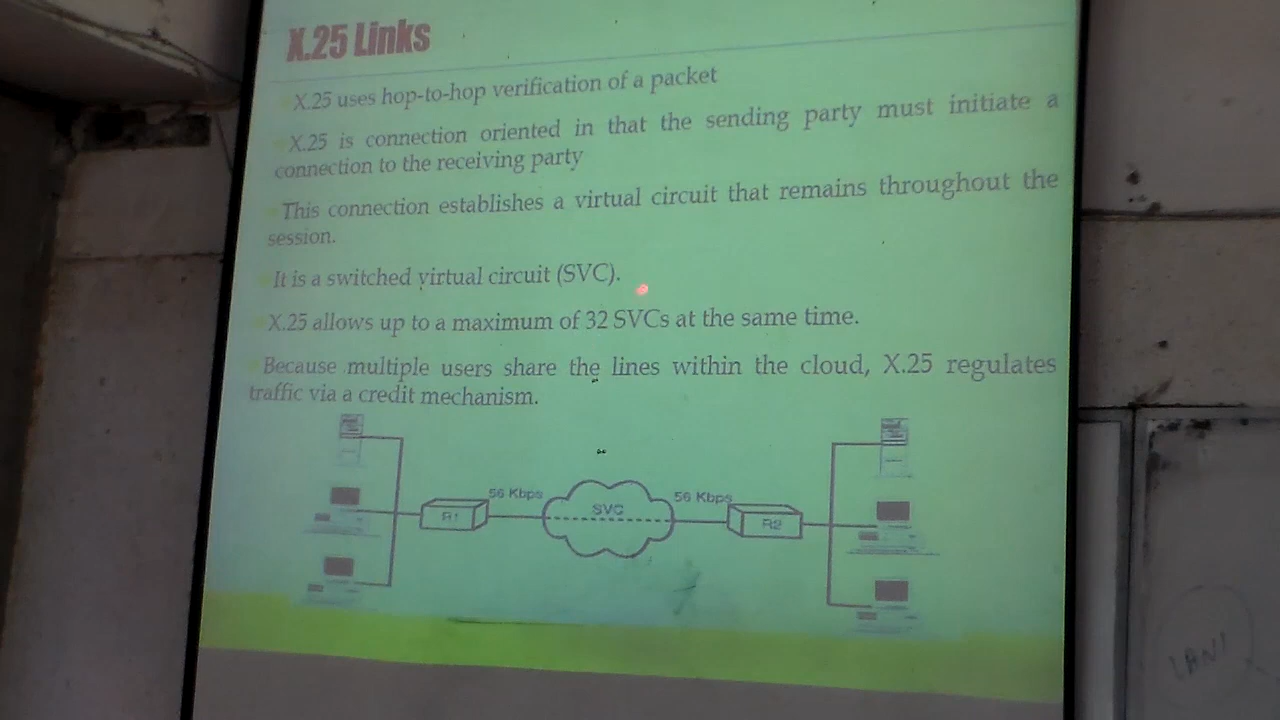 X.25 Links
X.25 uses hop-to-hop verification of a packet
X.25 is connection oriented in that the sending party must initiate a
connection to the receiving party
This connection establishes a virtual circuit that remains throughout the
session.
It is a switched virtual circuit (SVC).
X.25 allows up to a maximum of 32 SVCs at the same time.
Because multiple users share the lines within the cloud, X.25 regulates
traffic via a credit mechanism.
56 Kbps
56 Kbps
R1
SVC
R2
LAN1